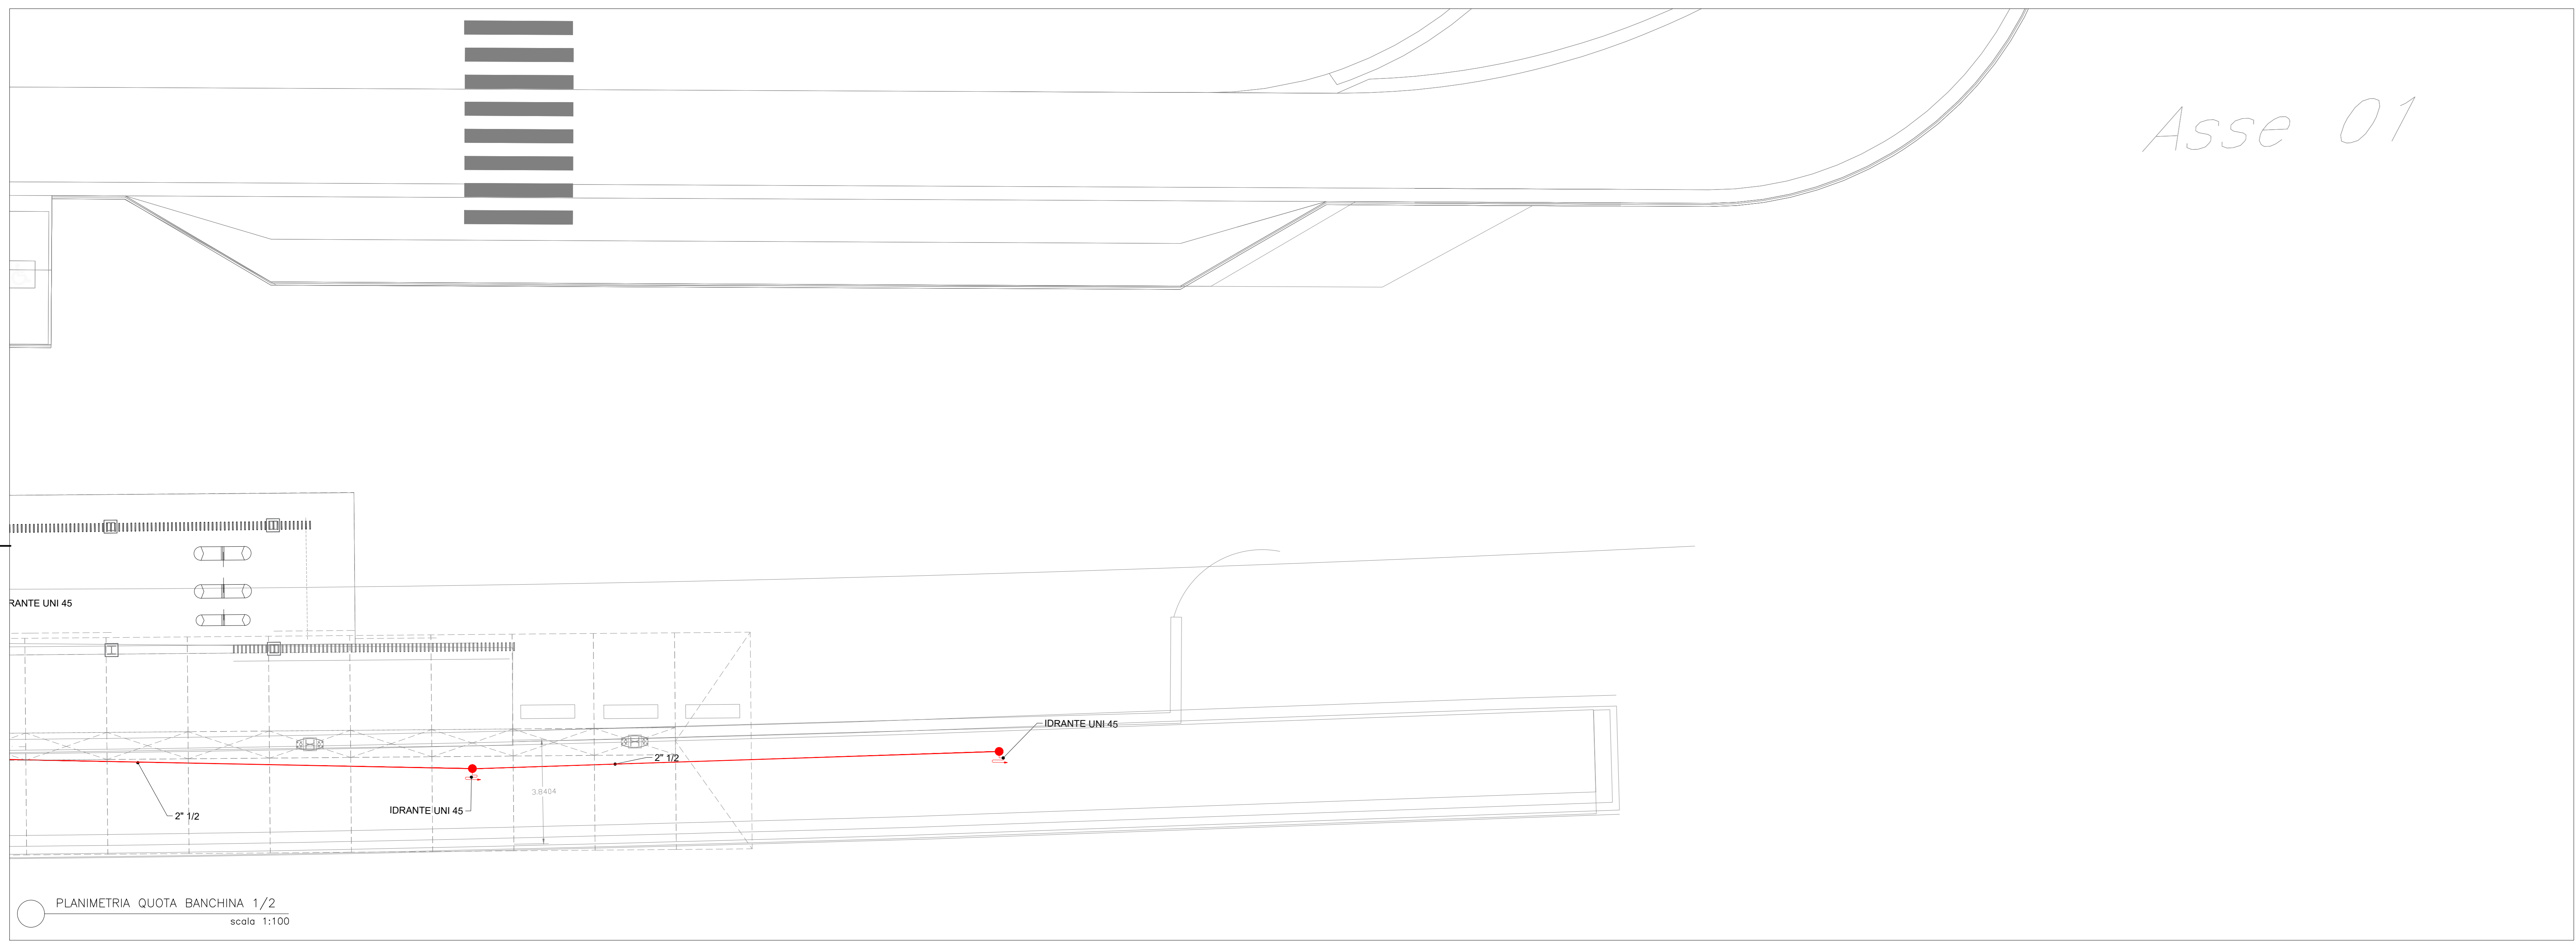 Asse 01
RANTE UNI 45
IDRANTE UNI 45
2" 1/2
3.8404
IDRANTE UNI 45
2" 1/2
PLANIMETRIA QUOTA BANCHINA 1/2
scala 1:100